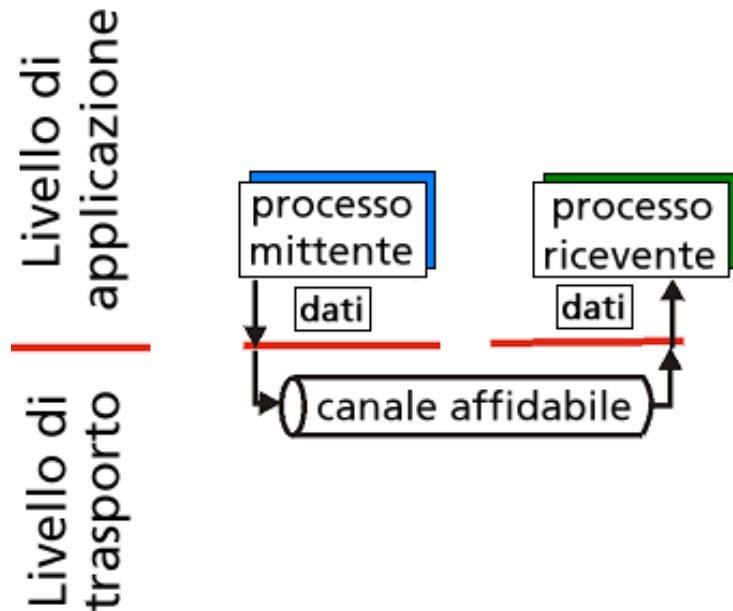 Livello di
applicazione
processo
mittente
processo
ricevente
dati
dati
canale affidabile
Livello di
trasporto